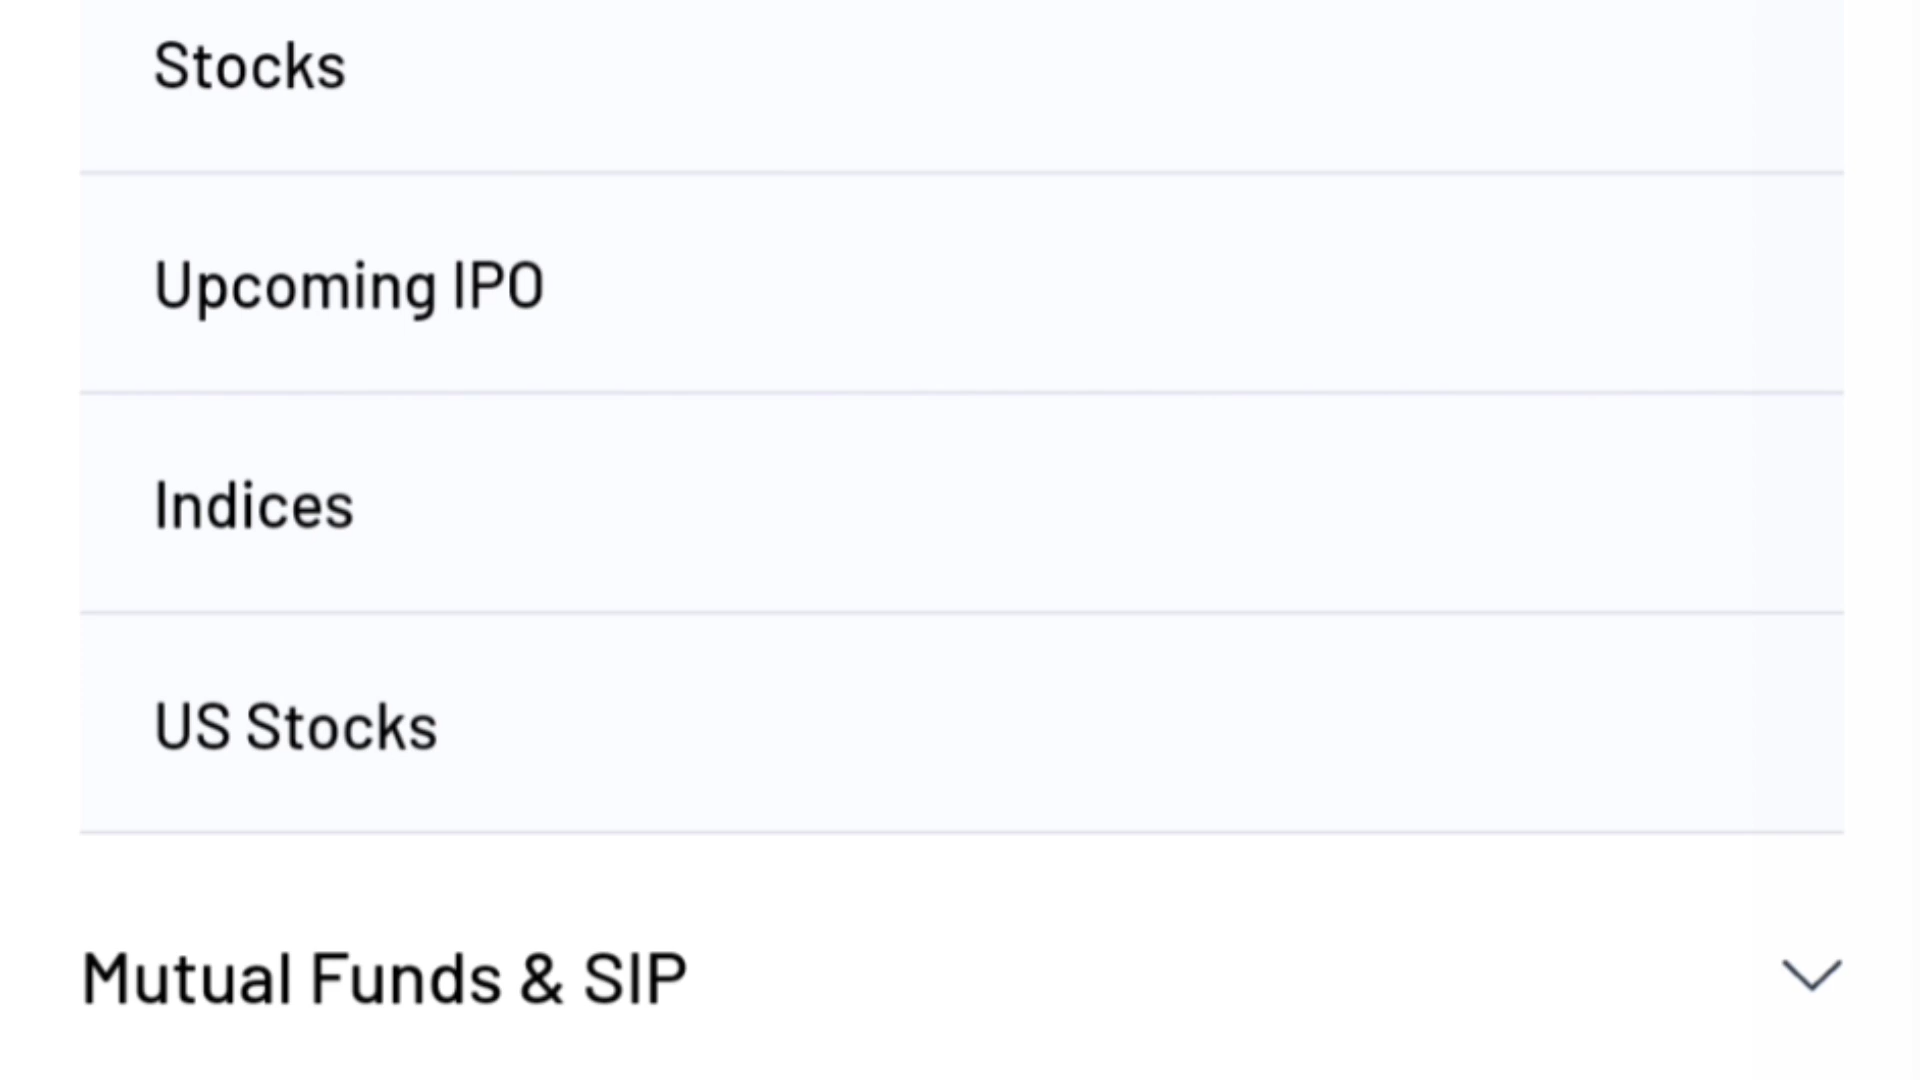 Stocks
Upcoming IPO
Indices
US Stocks
Mutual Funds & SIP